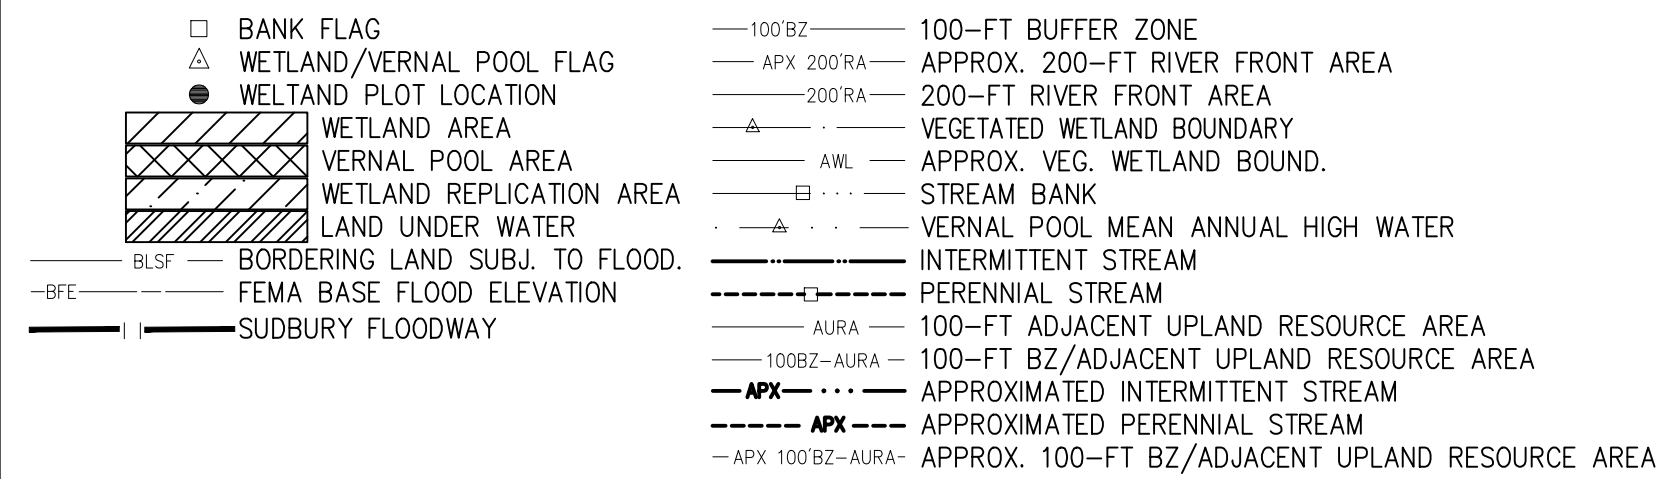 BANK FLAG
WETLAND/VERNAL POOL FLAG
WELTAND PLOT LOCATION
WETLAND AREA
VERNAL POOL AREA
WETLAND REPLICATION AREA
LAND UNDER WATER
BLSF BORDERING LAND SUBJ. TO FLOOD.
BFE FEMA BASE FLOOD ELEVATION
SUDBURY FLOODWAY
100'BZ 100-FT BUFFER ZONE
APX 200'RA APPROX. 200-FT RIVER FRONT AREA
200'RA 200-FT RIVER FRONT AREA
VEGETATED WETLAND BOUNDARY
AWL APPROX. VEG. WETLAND BOUND.
STREAM BANK
VERNAL POOL MEAN ANNUAL HIGH WATER
INTERMITTENT STREAM
PERENNIAL STREAM
AURA 100-FT ADJACENT UPLAND RESOURCE AREA
100BZ-AURA 100-FT BZ/ADJACENT UPLAND RESOURCE AREA
APX APPROXIMATED INTERMITTENT STREAM
APX APPROXIMATED PERENNIAL STREAM
APX 100'BZ-AURA APPROX. 100-FT BZ/ADJACENT UPLAND RESOURCE AREA